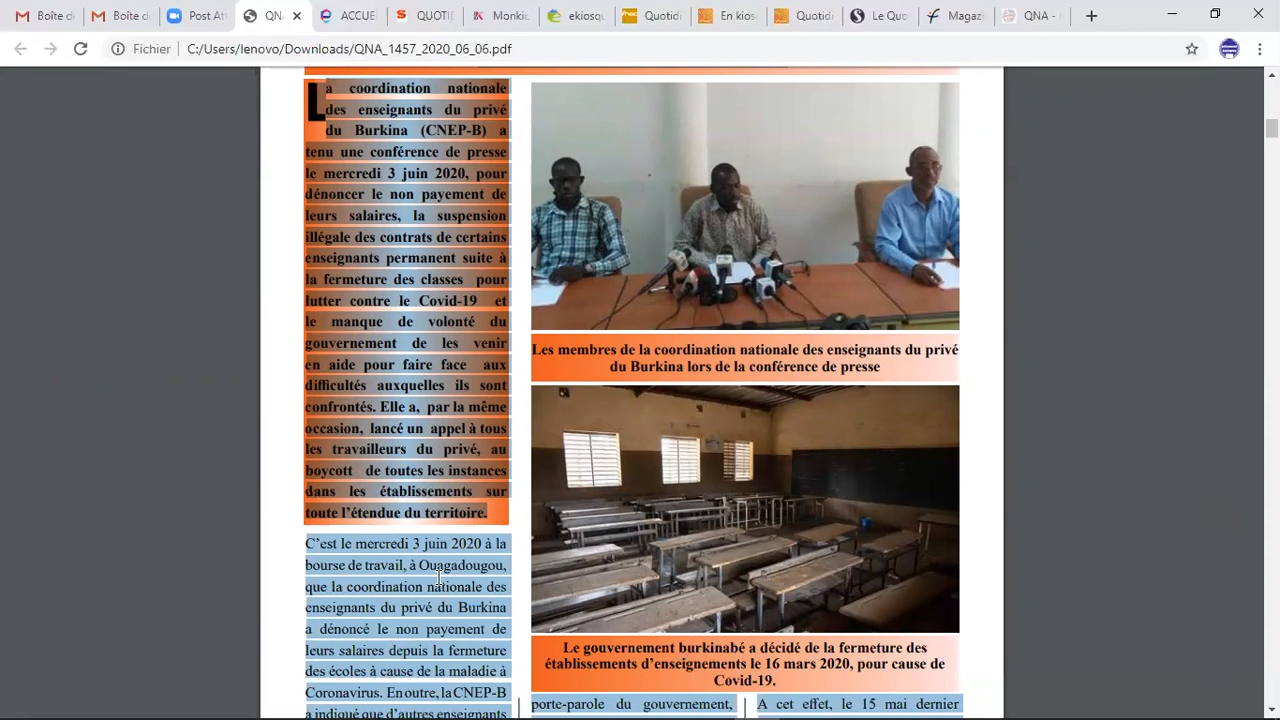 Boîte d
Boîte d
Post Att
QNA
ACCUE
QUOTI
Monki
ekiosq
Quotid
En kios
Quotid
Le Quo
Magazi
QNA -
Fichier
C:/Users/lenovo/Downloads/QNA_1457_2020_06_06.pdf
La coordination nationale
des enseignants du privé
du Burkina (CNEP-B) a
tenu une conférence de presse
le mercredi 3 juin 2020, pour
dénoncer le non payement de
leurs salaires, la suspension
illégale des contrats de certains
enseignants permanent suite à
la fermeture des classes pour
lutter contre le Covid-19 et
le manque de volonté du
gouvernement de les venir
en aide pour faire face aux
difficultés auxquelles ils sont
confrontés. Elle a, par la même
occasion, lancé un appel à tous
les travailleurs du privé, au
boycott de toutes les instances
dans les établissements sur
toute l'étendue du territoire.
C'est le mercredi 3 juin 2020 à la
bourse de travail, à Ouagadougou,
que la coordination nationale des
enseignants du privé du Burkina
a dénoncé le non payement de
leurs salaires depuis la fermeture
des écoles à cause de la maladie à
Coronavirus. En outre, la CNEP-B
a indiqué que d'autres enseignants
Les membres de la coordination nationale des enseignants du privé
du Burkina lors de la conférence de presse
Le gouvernement burkinabé a décidé de la fermeture des
établissements d'enseignements le 16 mars 2020, pour cause de
Covid-19.
porte-parole du gouvernement,
A cet effet, le 15 mai dernier